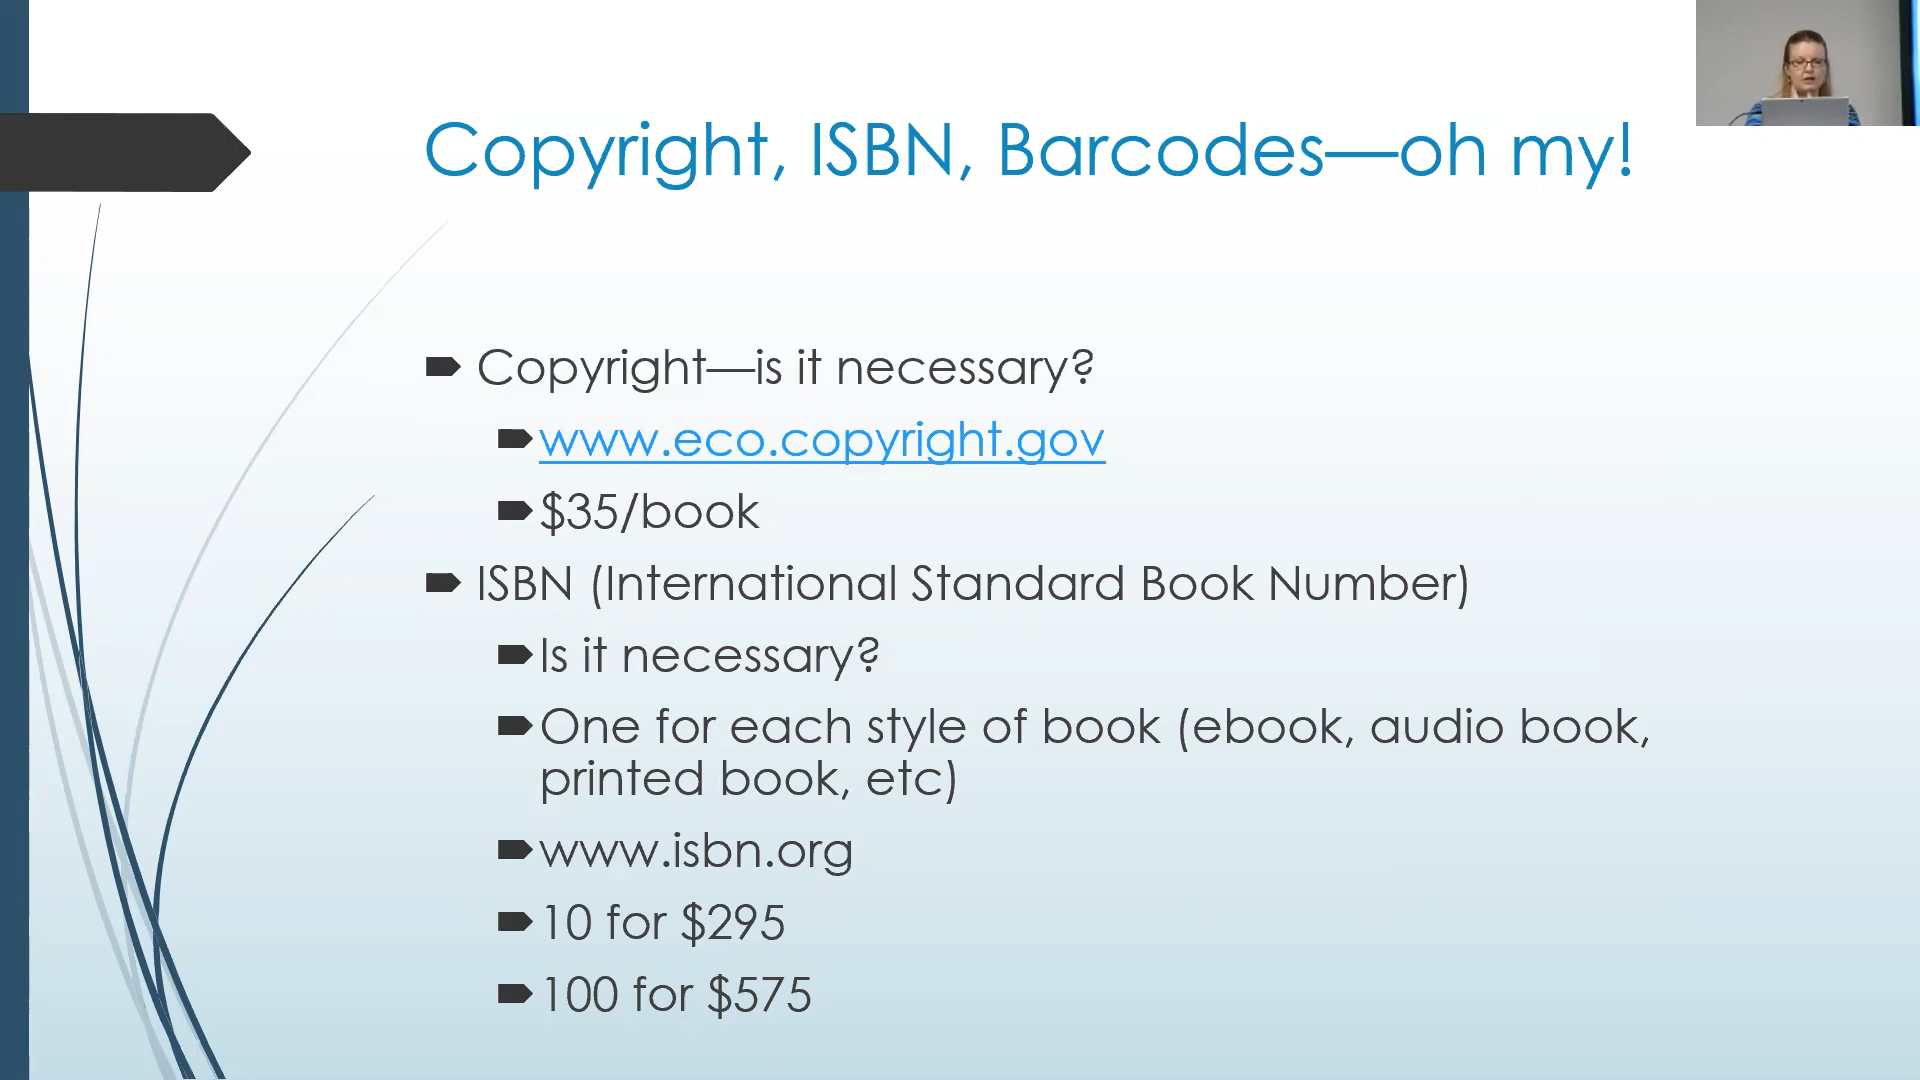 Copyright, ISBN, Barcodes—oh my!
Copyright—is it necessary?
www.eco.copyright.gov
$35/book
ISBN (International Standard Book Number)
Is it necessary?
One for each style of book (ebook, audio book,
printed book, etc)
www.isbn.org
10 for $295
100 for $575